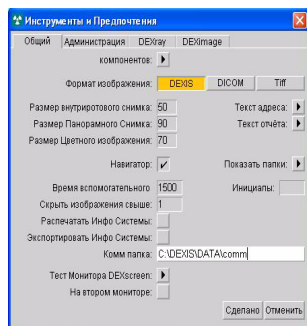 Инструменты и Предпочтения
Общий Администрация DEXray DEXimage
компонентов:
Формат изображения: DEXIS DICOM Tiff
Размер внутриротового снимка: 50 Текст адреса:
Размер Панорамного Снимка: 90 Текст отчёта:
Размер Цветного изображения: 70
Навигатор: ✓ Показать папки:
Время вспомогательного 1500 Инициалы:
Скрыть изображения свыше: 1
Распечатать Инфо Системы:
Экспортировать Инфо Системы:
Комм папка: C:\DEXIS\DATA\comm
Тест Монитора DEXscreen:
На втором мониторе:
Сделано Отменить